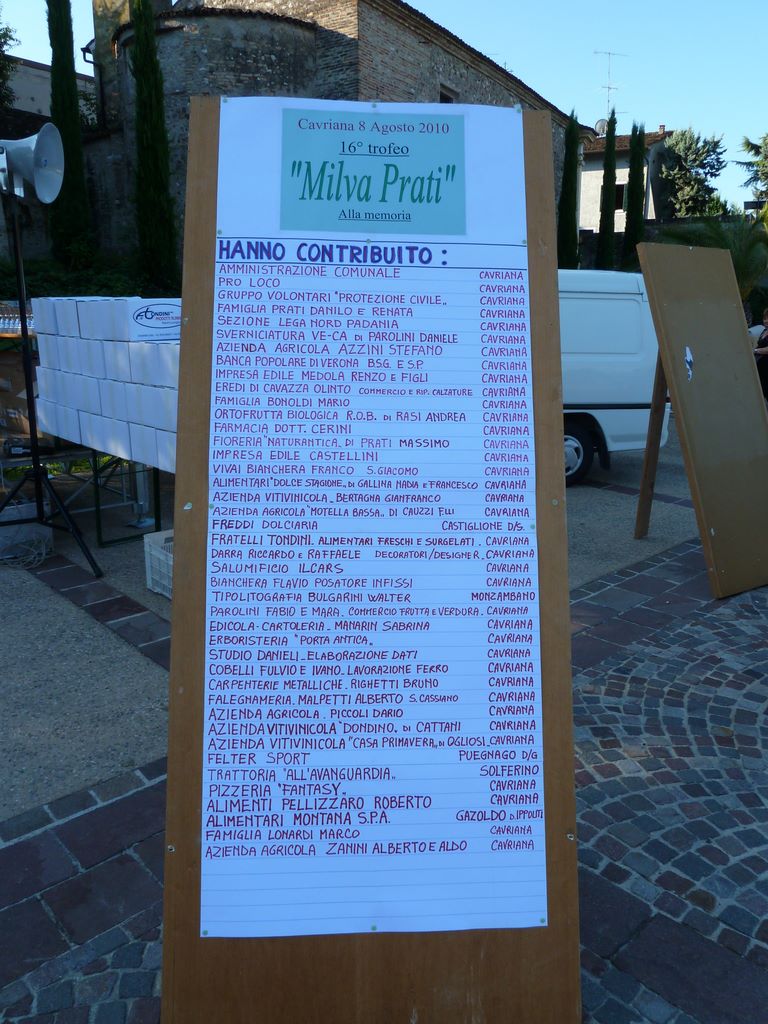 Cavriana 8 Agosto 2010
16° trofeo
"Milva Prati"
Alla memoria
HANNO CONTRIBUITO :
AMMINISTRAZIONE COMUNALE CAVRIANA
PRO LOCO CAVRIANA
GRUPPO VOLONTARI "PROTEZIONE CIVILE" CAVRIANA
FAMIGLIA PRATI DANILO E RENATA CAVRIANA
SEZIONE LEGA NORD PADANIA CAVRIANA
SVERNICIATURA VE-CA DI PAROLINI DANIELE CAVRIANA
AZIENDA AGRICOLA AZZINI STEFANO CAVRIANA
BANCA POPOLARE DI VERONA BSG. E S.P. CAVRIANA
IMPRESA EDILE MEDOLA RENZO E FIGLI CAVRIANA
EREDI DI CAVAZZA OLINTO COMMERCIO E RIP. CALZATURE CAVRIANA
FAMIGLIA BONOLDI MARIO CAVRIANA
ORTOFRUTTA BIOLOGICA R.O.B. DI RASI ANDREA CAVRIANA
FARMACIA DOTT. CERINI CAVRIANA
FIORERIA "NATURANTICA" DI PRATI MASSIMO CAVRIANA
IMPRESA EDILE CASTELLINI CAVRIANA
VIVAI BIANCHERA FRANCO S.GIACOMO CAVRIANA
ALIMENTARI "DOLCE STAGIONE" DI GALLINA NADIA E FRANCESCO CAVRIANA
AZIENDA VITIVINICOLA - BERTAGNA GIANFRANCO CAVRIANA
AZIENDA AGRICOLA "MOTELLA BASSA" DI CAUZZI F.LLI CAVRIANA
FREDDI DOLCIARIA CASTIGLIONE D/S.
FRATELLI TONDINI. ALIMENTARI FRESCHI E SURGELATI. CAVRIANA
DARRA RICCARDO E RAFFAELE DECORATORI/DESIGNER - CAVRIANA
SALUMIFICIO ILCARS CAVRIANA
BIANCHERA FLAVIO POSATORE INFISSI CAVRIANA
TIPOLITOGRAFIA BULGARINI WALTER MONZAMBANO
PAROLINI FABIO E MARA. COMMERCIO FRUTTA E VERDURA. CAVRIANA
EDICOLA-CARTOLERIA - MANARIN SABRINA CAVRIANA
ERBORISTERIA "PORTA ANTICA" CAVRIANA
STUDIO DANIELI - ELABORAZIONE DATI CAVRIANA
COBELLI FULVIO E IVANO - LAVORAZIONE FERRO CAVRIANA
CARPENTERIE METALLICHE - RIGHETTI BRUNO CAVRIANA
FALEGNAMERIA - MALPETTI ALBERTO S. CASSIANO CAVRIANA
AZIENDA AGRICOLA . PICCOLI DARIO CAVRIANA
AZIENDA VITIVINICOLA "DONDINO" DI CATTANI CAVRIANA
AZIENDA VITIVINICOLA "CASA PRIMAVERA" DI OGLIOSI - CAVRIANA
FELTER SPORT PUEGNAGO D/G
TRATTORIA "ALL'AVANGUARDIA" SOLFERINO
PIZZERIA "FANTASY" CAVRIANA
ALIMENTI PELLIZZARO ROBERTO CAVRIANA
ALIMENTARI MONTANA S.P.A. GAZOLDO D.IPPOLITI
FAMIGLIA LONARDI MARCO CAVRIANA
AZIENDA AGRICOLA ZANINI ALBERTO E ALDO CAVRIANA